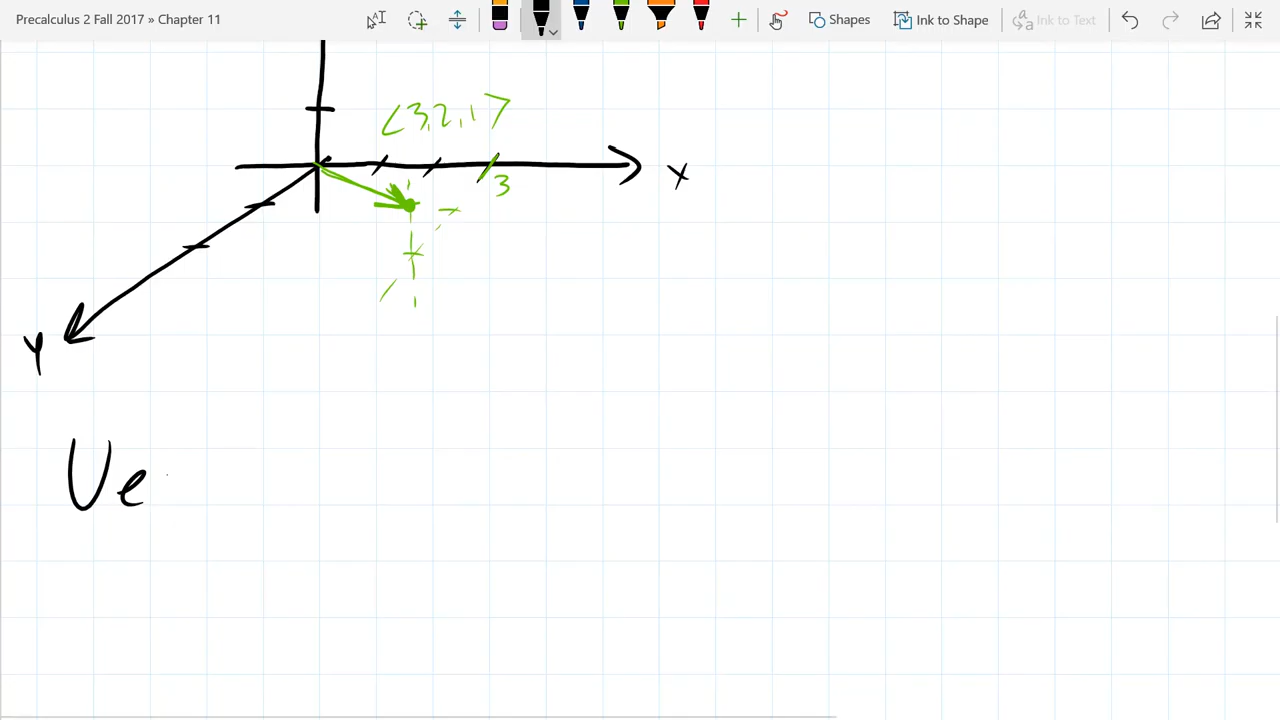 Precalculus 2 Fall 2017 » Chapter 11
Shapes
Ink to Shape
Ink to Text
⟨3,2,1⟩
x
3
y
Ve